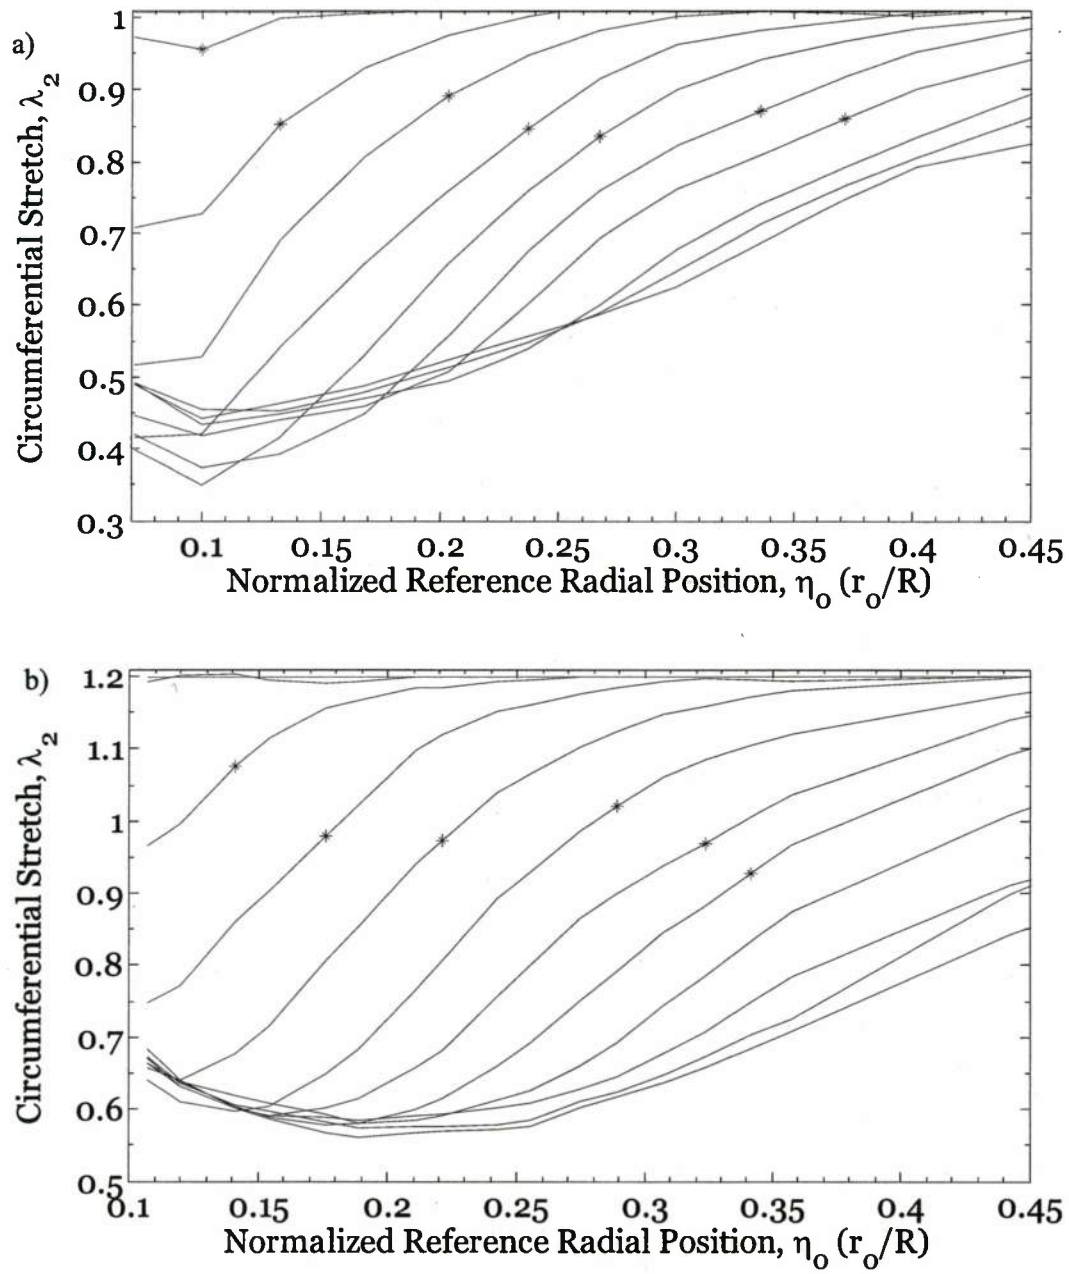 a)
Circumferential Stretch, λ₂
1
0.9
0.8
0.7
0.6
0.5
0.4
0.3
0.1 0.15 0.2 0.25 0.3 0.35 0.4 0.45
Normalized Reference Radial Position, ηₒ (rₒ/R)
b)
Circumferential Stretch, λ₂
1.2
1.1
1
0.9
0.8
0.7
0.6
0.5
0.1 0.15 0.2 0.25 0.3 0.35 0.4 0.45
Normalized Reference Radial Position, ηₒ (rₒ/R)